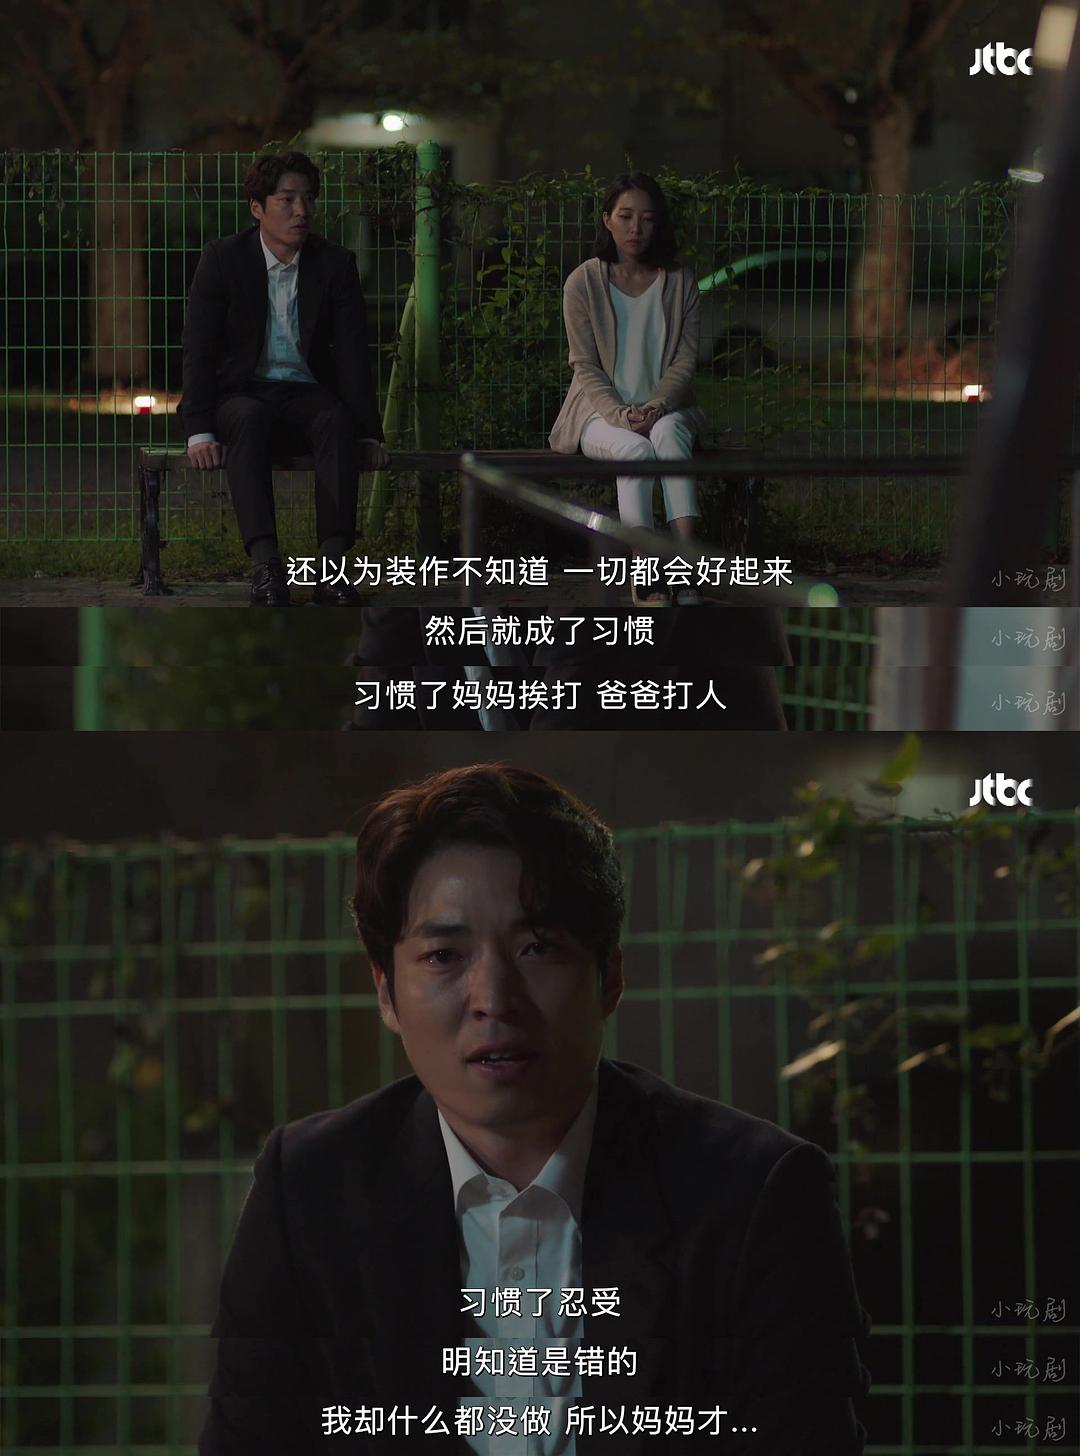 jtbc
还以为装作不知道 一切都会好起来
小玩剧
然后就成了习惯
小玩剧
习惯了妈妈挨打 爸爸打人
小玩剧
jtbc
习惯了忍受
小玩剧
明知道是错的
小玩剧
我却什么都没做 所以妈妈才...
小玩剧